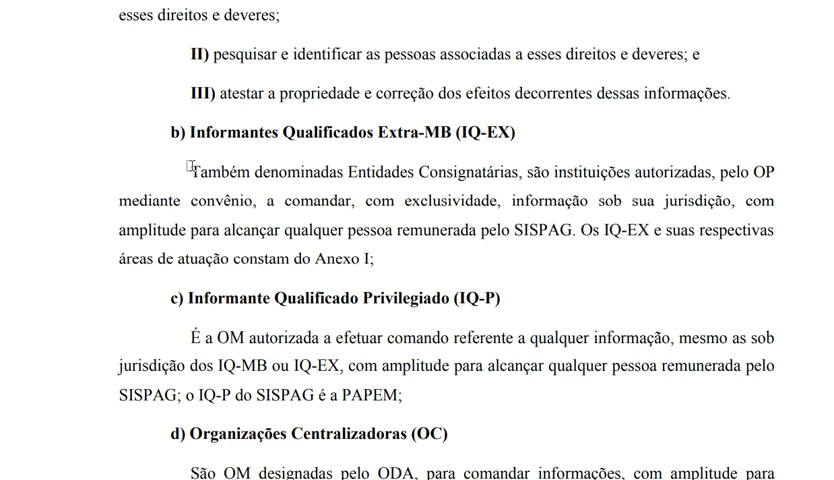 esses direitos e deveres;
II) pesquisar e identificar as pessoas associadas a esses direitos e deveres; e
III) atestar a propriedade e correção dos efeitos decorrentes dessas informações.
b) Informantes Qualificados Extra-MB (IQ-EX)
Também denominadas Entidades Consignatárias, são instituições autorizadas, pelo OP
mediante convênio, a comandar, com exclusividade, informação sob sua jurisdição, com
amplitude para alcançar qualquer pessoa remunerada pelo SISPAG. Os IQ-EX e suas respectivas
áreas de atuação constam do Anexo I;
c) Informante Qualificado Privilegiado (IQ-P)
É a OM autorizada a efetuar comando referente a qualquer informação, mesmo as sob
jurisdição dos IQ-MB ou IQ-EX, com amplitude para alcançar qualquer pessoa remunerada pelo
SISPAG; o IQ-P do SISPAG é a PAPEM;
d) Organizações Centralizadoras (OC)
São OM designadas pelo ODA, para comandar informações, com amplitude para